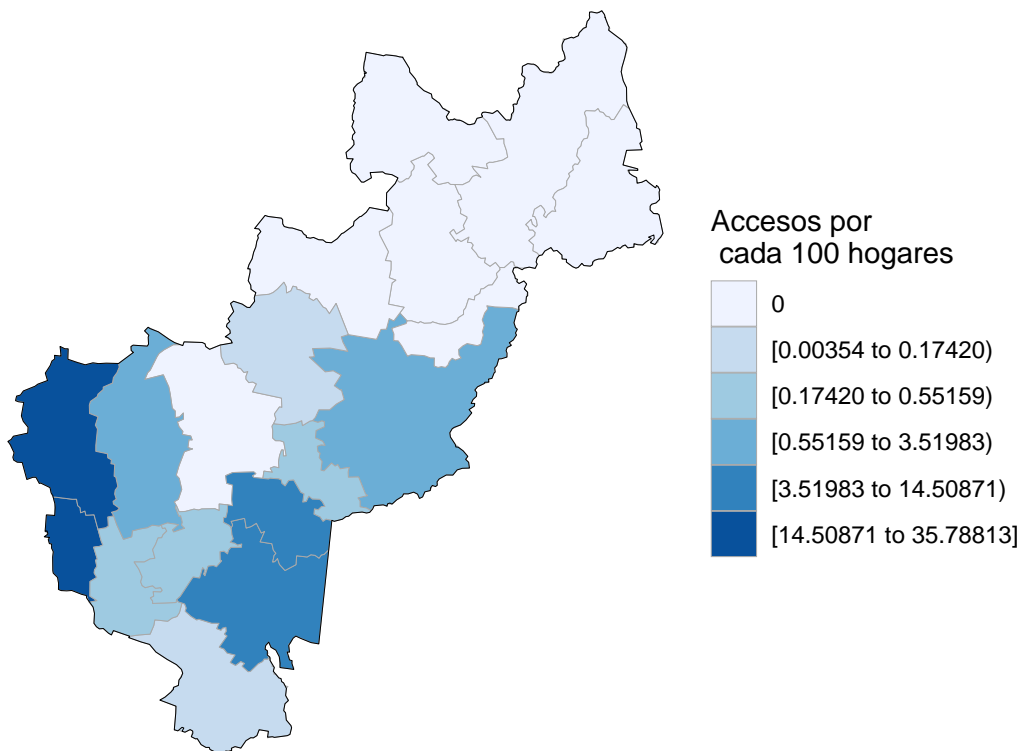 Accesos por
cada 100 hogares
0
[0.00354 to 0.17420)
[0.17420 to 0.55159)
[0.55159 to 3.51983)
[3.51983 to 14.50871)
[14.50871 to 35.78813]